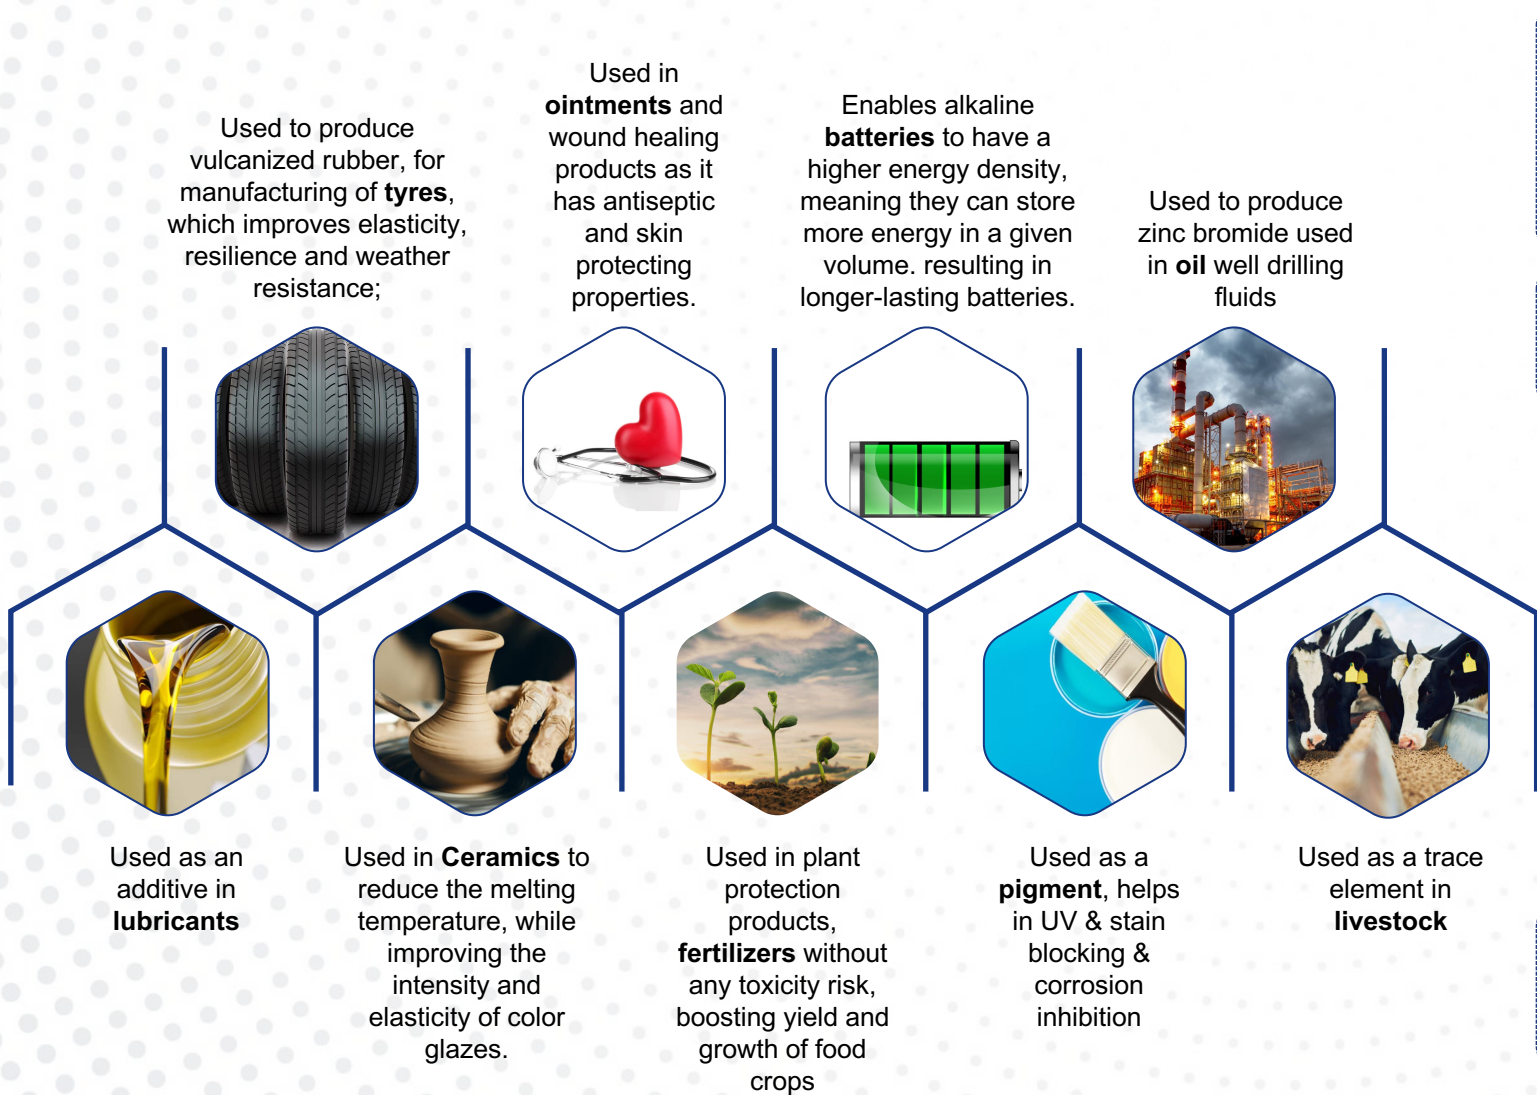 Used to produce
vulcanized rubber, for
manufacturing of tyres,
which improves elasticity,
resilience and weather
resistance;
Used in
ointments and
wound healing
products as it
has antiseptic
and skin
protecting
properties.
Enables alkaline
batteries to have a
higher energy density,
meaning they can store
more energy in a given
volume. resulting in
longer-lasting batteries.
Used to produce
zinc bromide used
in oil well drilling
fluids
Used as an
additive in
lubricants
Used in Ceramics to
reduce the melting
temperature, while
improving the
intensity and
elasticity of color
glazes.
Used in plant
protection
products,
fertilizers without
any toxicity risk,
boosting yield and
growth of food
crops
Used as a
pigment, helps
in UV & stain
blocking &
corrosion
inhibition
Used as a trace
element in
livestock